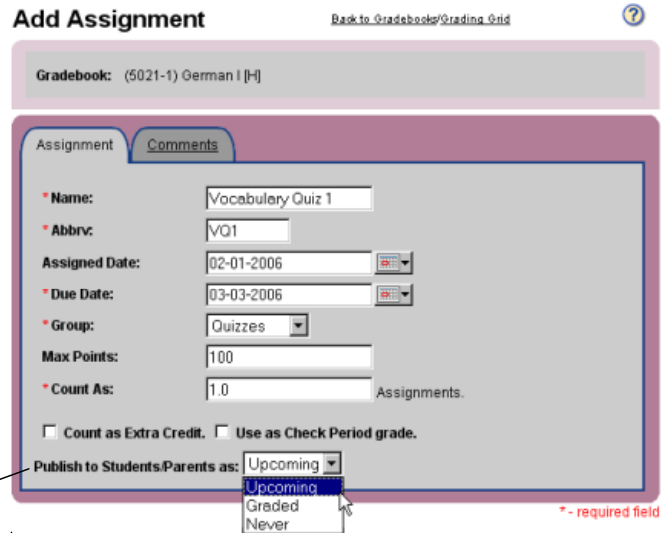 Add Assignment Back to Gradebooks/Grading Grid ?
Gradebook: (5021-1) German I [H]
Assignment Comments
* Name: Vocabulary Quiz 1
* Abbrv: VQ1
Assigned Date: 02-01-2006
* Due Date: 03-03-2006
* Group: Quizzes
Max Points: 100
* Count As: 1.0 Assignments.
Count as Extra Credit. Use as Check Period grade.
Publish to Students/Parents as: Upcoming
Upcoming
Graded
Never
* - required field